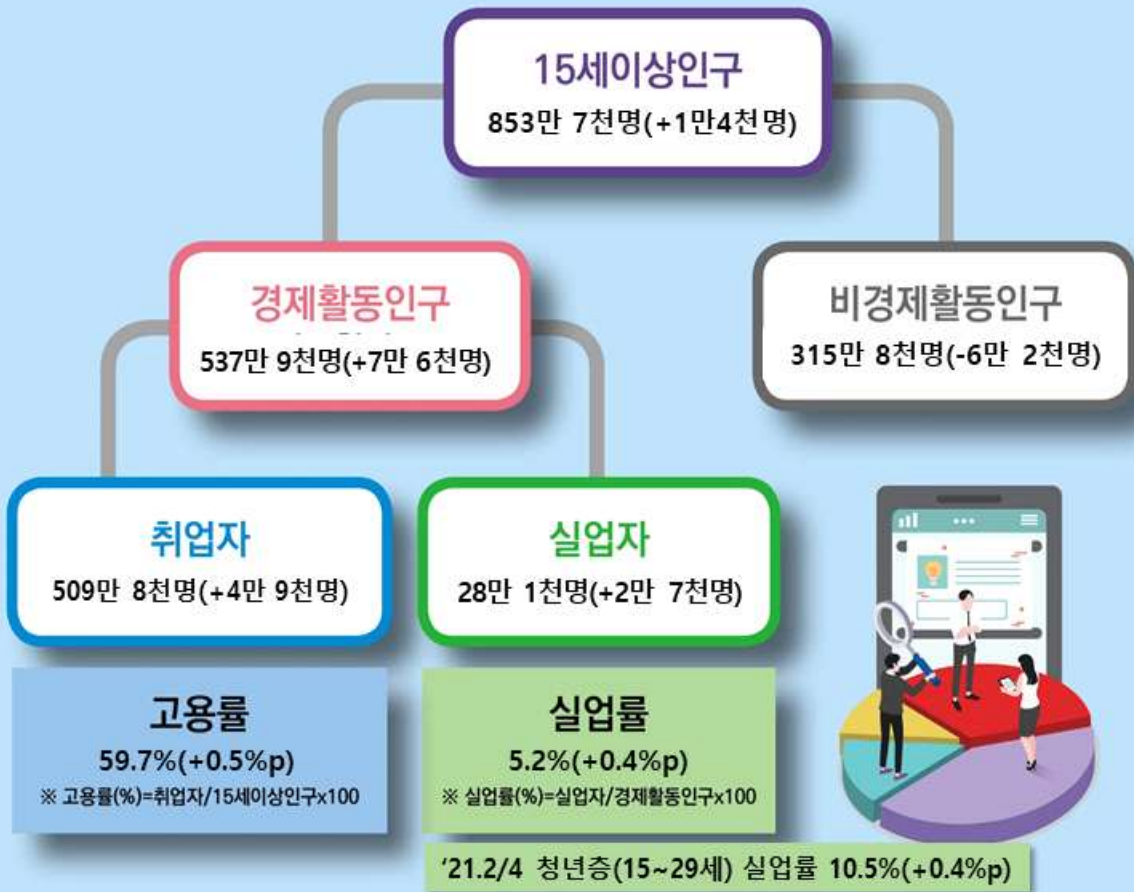 15세이상인구
853만 7천명(+1만4천명)
경제활동인구
537만 9천명(+7만 6천명)
비경제활동인구
315만 8천명(-6만 2천명)
취업자
509만 8천명(+4만 9천명)
실업자
28만 1천명(+2만 7천명)
고용률
59.7%(+0.5%p)
※ 고용률(%)=취업자/15세이상인구x100
실업률
5.2%(+0.4%p)
※ 실업률(%)=실업자/경제활동인구x100
‘21.2/4 청년층(15~29세) 실업률 10.5%(+0.4%p)